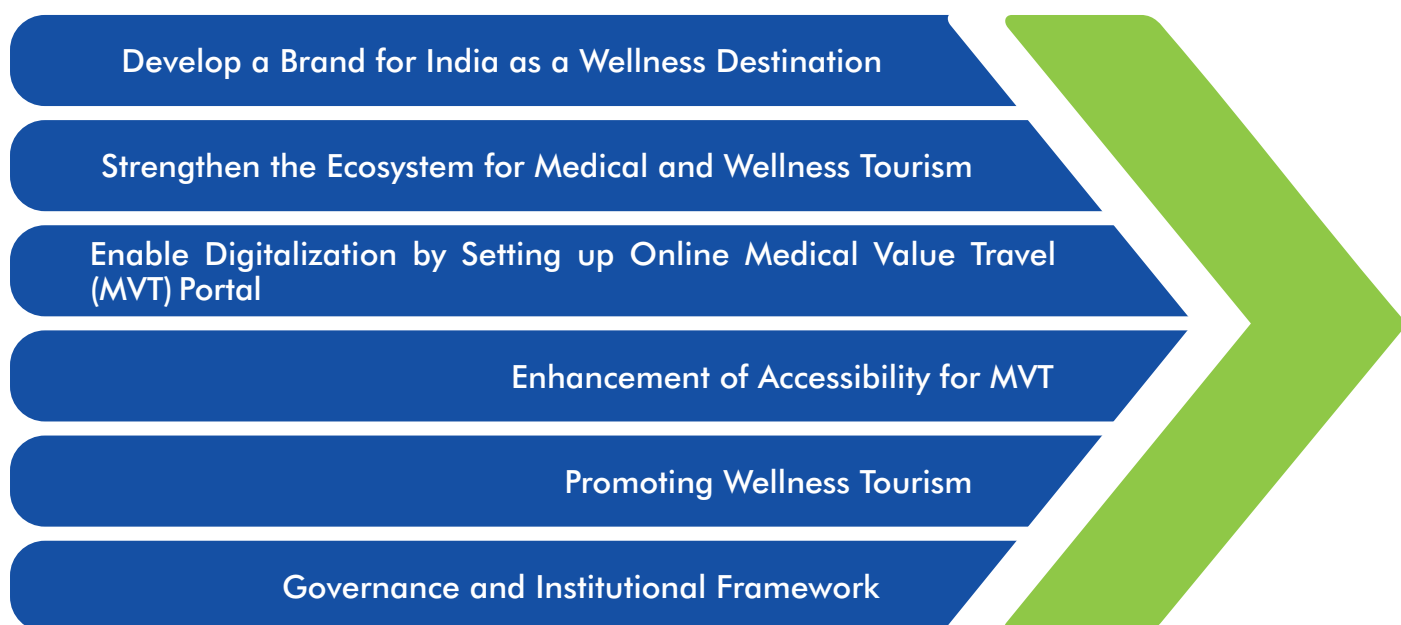 Develop a Brand for India as a Wellness Destination
Strengthen the Ecosystem for Medical and Wellness Tourism
Enable Digitalization by Setting up Online Medical Value Travel
(MVT) Portal
Enhancement of Accessibility for MVT
Promoting Wellness Tourism
Governance and Institutional Framework